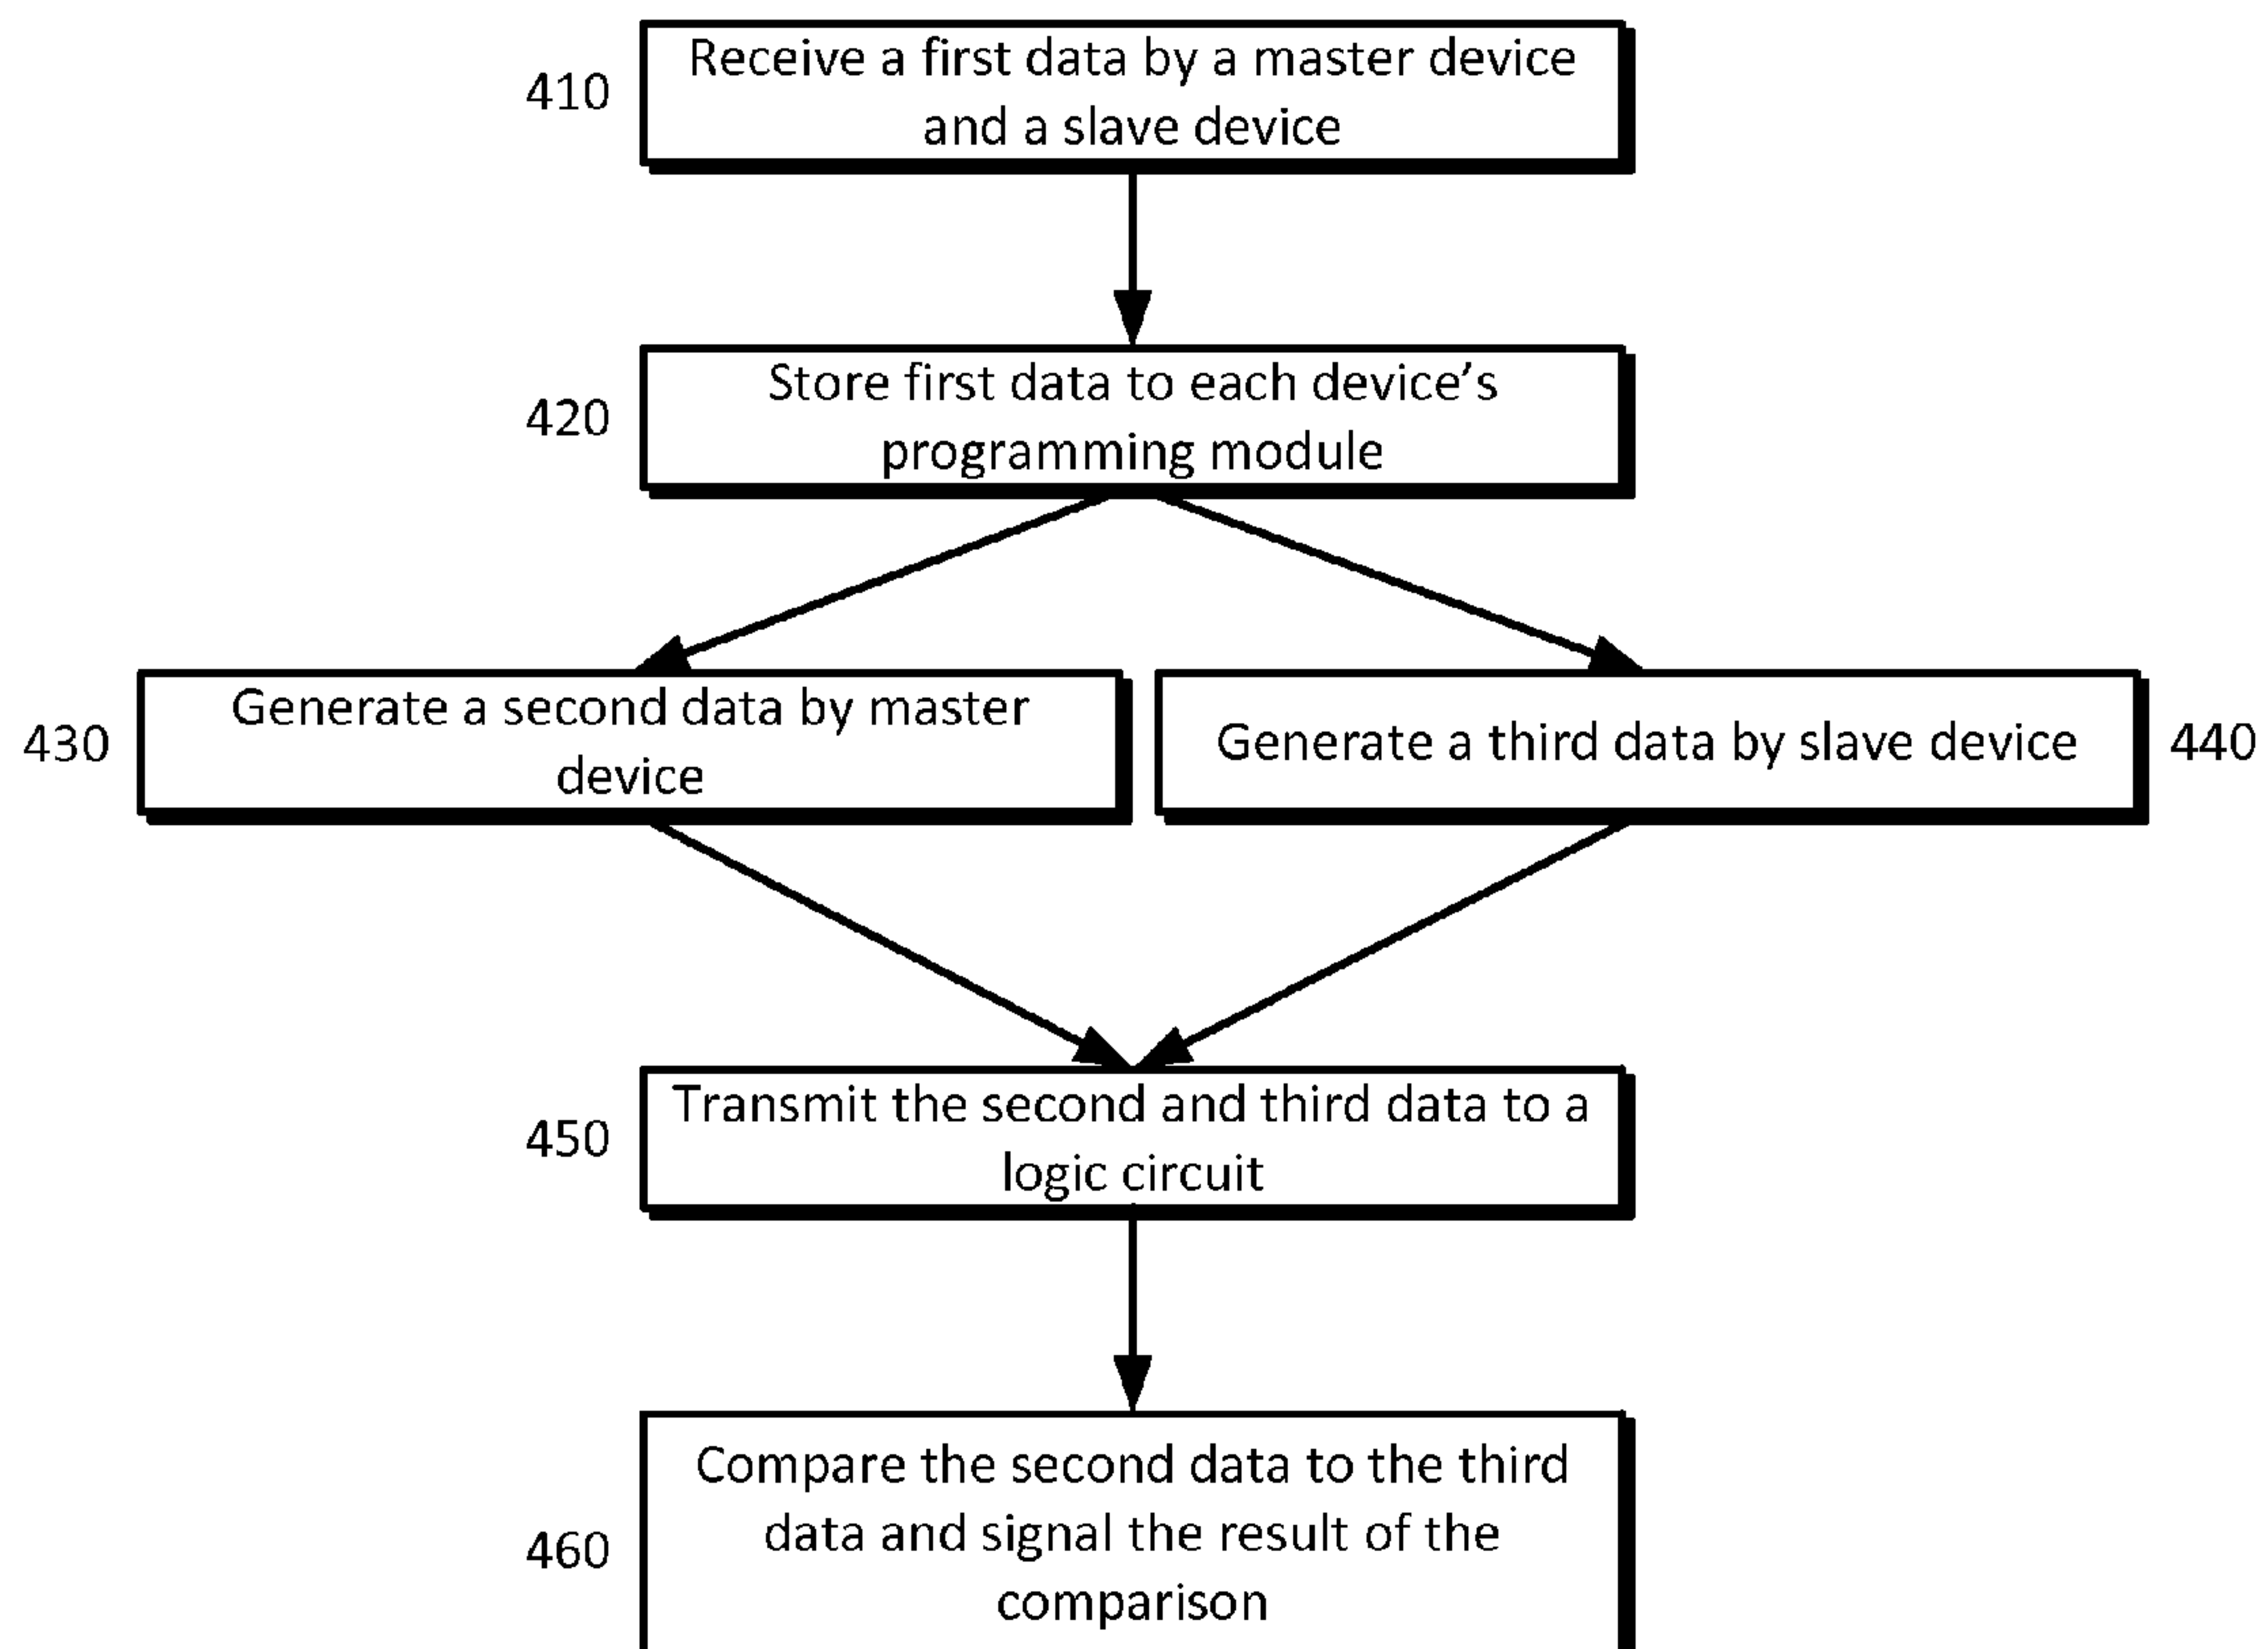 410
Receive a first data by a master device
and a slave device
420
Store first data to each device’s
programming module
430
Generate a second data by master
device
Generate a third data by slave device
440
450
Transmit the second and third data to a
logic circuit
460
Compare the second data to the third
data and signal the result of the
comparison